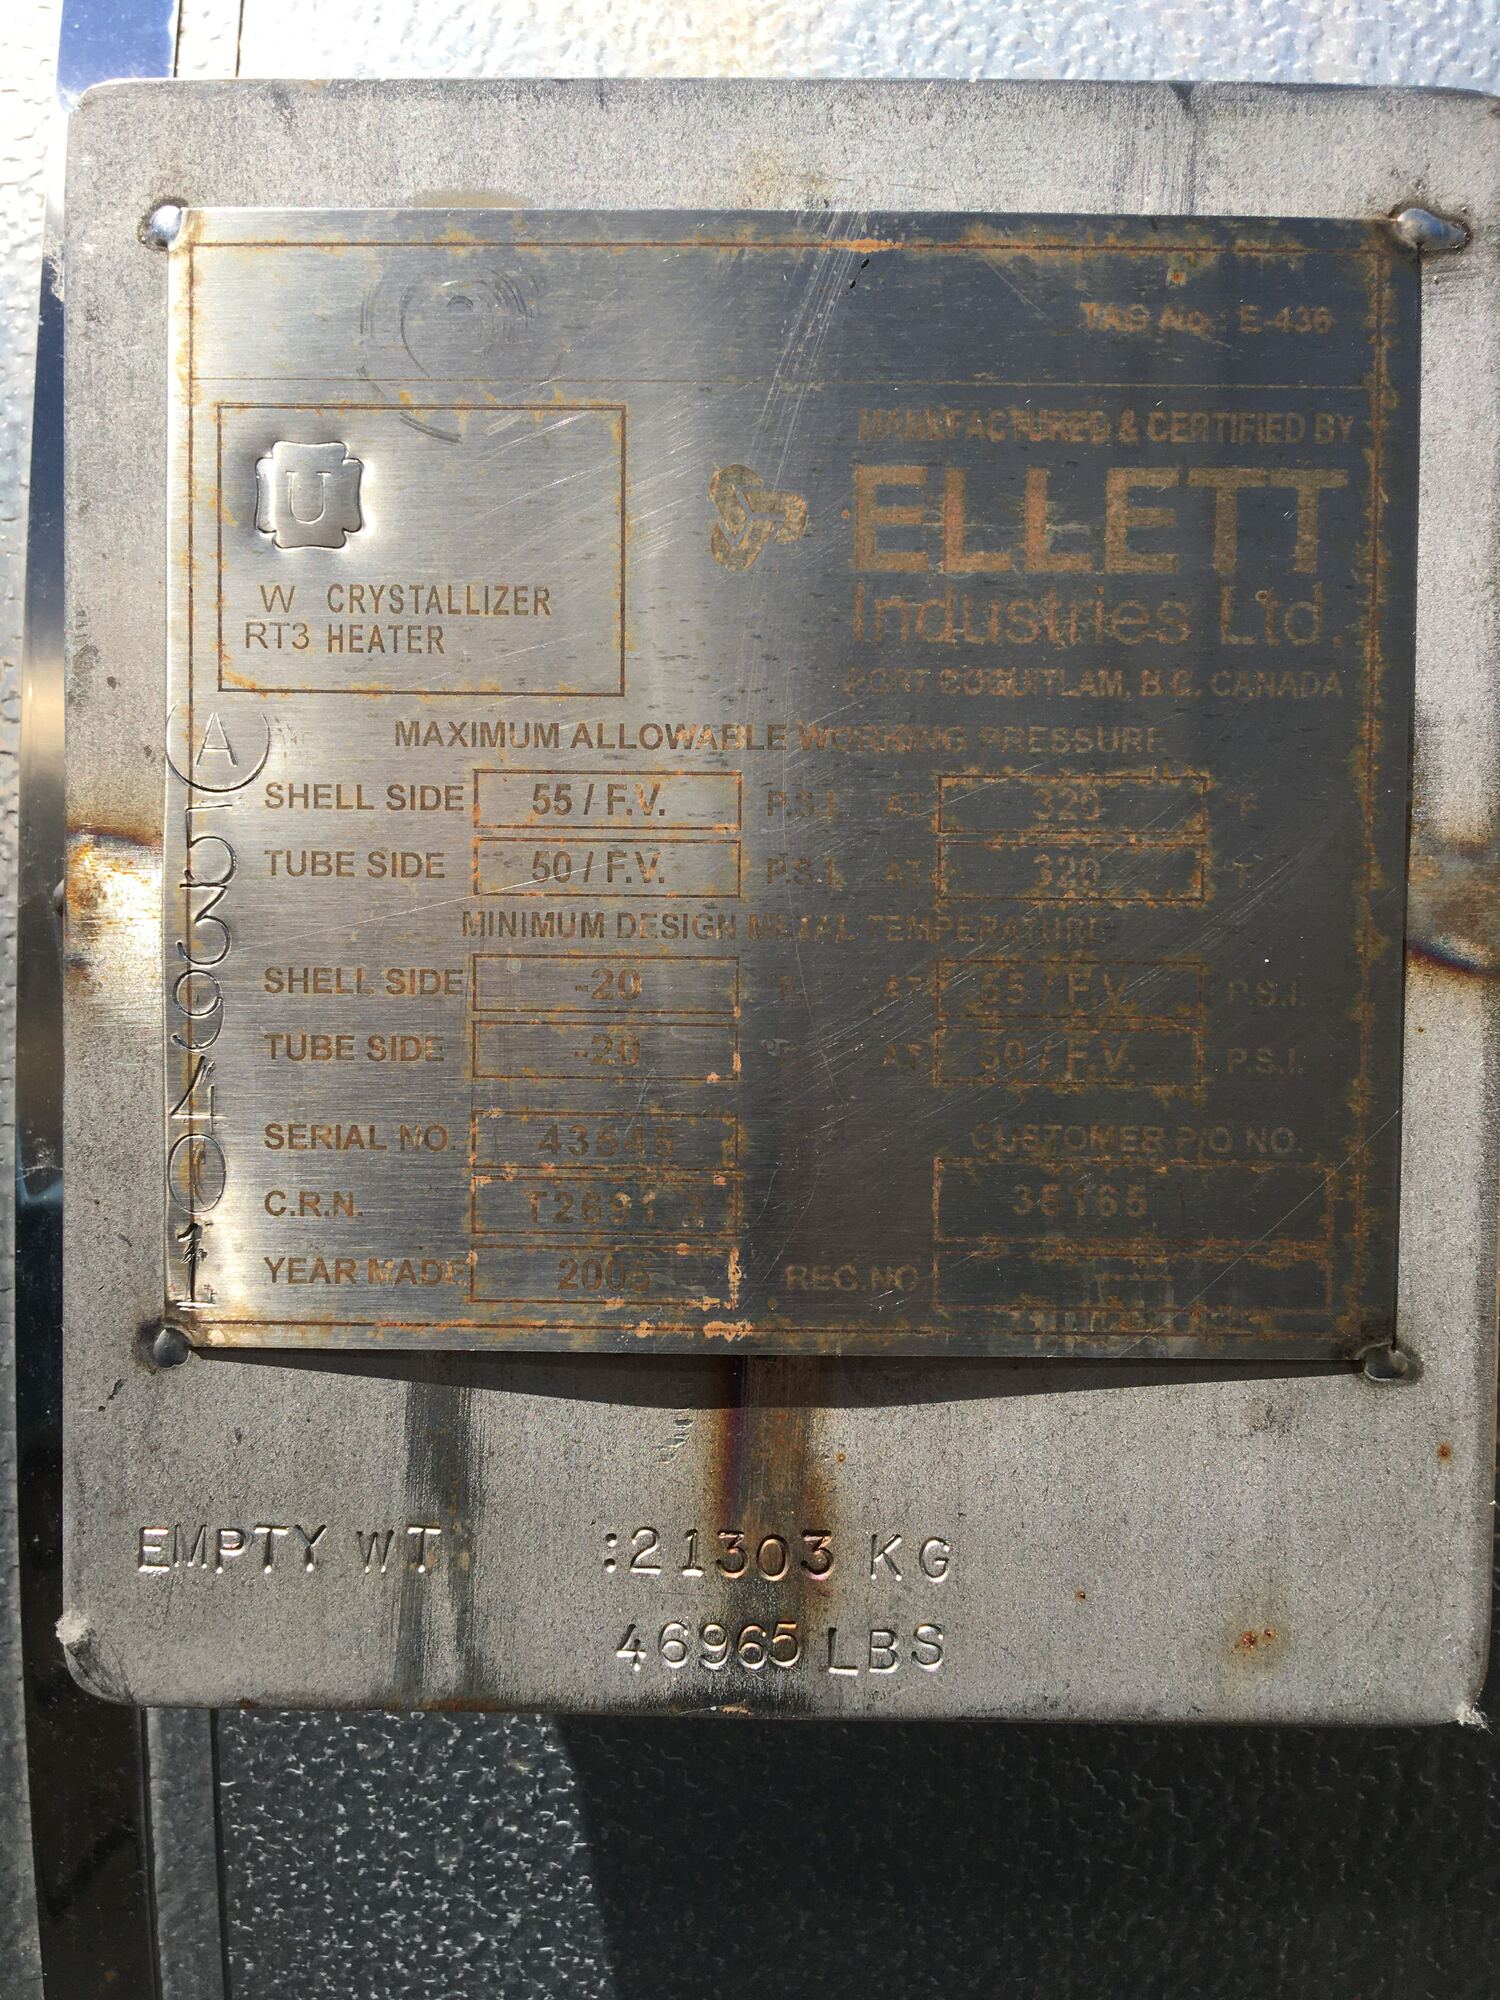 TAG No.: E-436
U
W CRYSTALLIZER
RT3 HEATER
MANUFACTURED & CERTIFIED BY
ELLETT
Industries Ltd.
PORT COQUITLAM, B.C. CANADA
MAXIMUM ALLOWABLE WORKING PRESSURE
SHELL SIDE 55 / F.V. P.S.I. AT 320 °F
TUBE SIDE 50 / F.V. P.S.I. AT 320 °F
MINIMUM DESIGN METAL TEMPERATURE
SHELL SIDE -20 °F AT 55 / F.V. P.S.I.
TUBE SIDE -20 °F AT 50 / F.V. P.S.I.
SERIAL NO. CUSTOMER P/O NO.
C.R.N. T2691.2 35165
YEAR MADE 2005 REG.NO
A-539401
EMPTY WT :21303 KG
46965 LBS